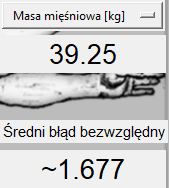 Masa mięśniowa [kg]
39.25
Średni błąd bezwzględny
~1.677